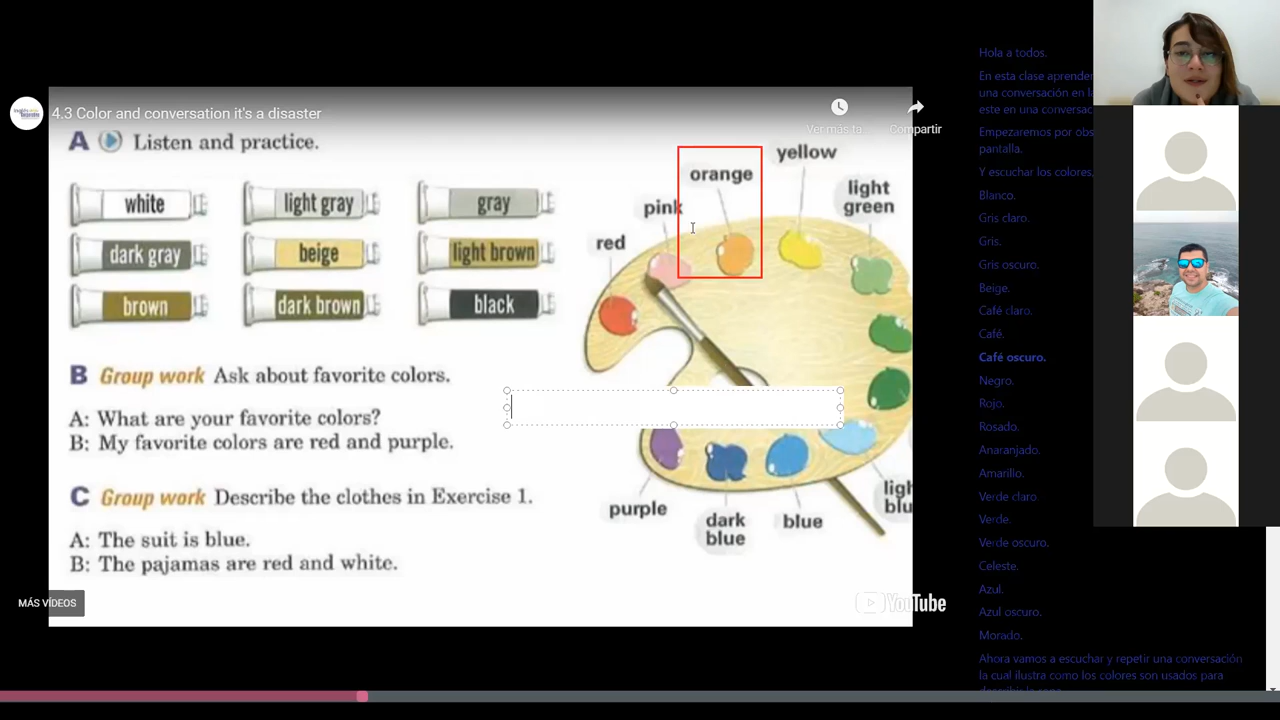 4.3 Color and conversation it's a disaster
Ver más ta...
Compartir
A Listen and practice.
white
light gray
gray
dark gray
beige
light brown
brown
dark brown
black
red
pink
orange
yellow
light
green
purple
dark
blue
blue
B Group work Ask about favorite colors.
A: What are your favorite colors?
B: My favorite colors are red and purple.
C Group work Describe the clothes in Exercise 1.
A: The suit is blue.
B: The pajamas are red and white.
MÁS VÍDEOS
YouTube
Hola a todos.
En esta clase aprender
una conversación en
este en una conversac
Empezaremos por obs
pantalla.
Y escuchar los colores,
Blanco.
Gris claro.
Gris.
Gris oscuro.
Beige.
Café claro.
Café.
Café oscuro.
Negro.
Rojo.
Rosado.
Anaranjado.
Amarillo.
Verde claro
Verde.
Verde oscuro.
Celeste.
Azul.
Azul oscuro.
Morado.
Ahora vamos a escuchar y repetir una conversación
la cual ilustra como los colores son usados para